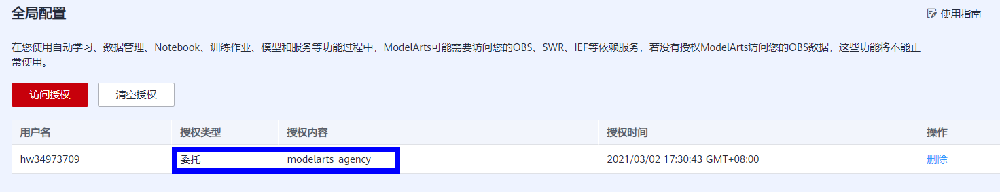 全局配置
使用指南
在您使用自动学习、数据管理、Notebook、训练作业、模型和服务等功能过程中，ModelArts可能需要访问您的OBS、SWR、IEF等依赖服务，若没有授权ModelArts访问您的OBS数据，这些功能将不能正
常使用。
访问授权 清空授权
用户名 授权类型 授权内容 授权时间 操作
hw34973709 委托 modelarts_agency 2021/03/02 17:30:43 GMT+08:00 删除